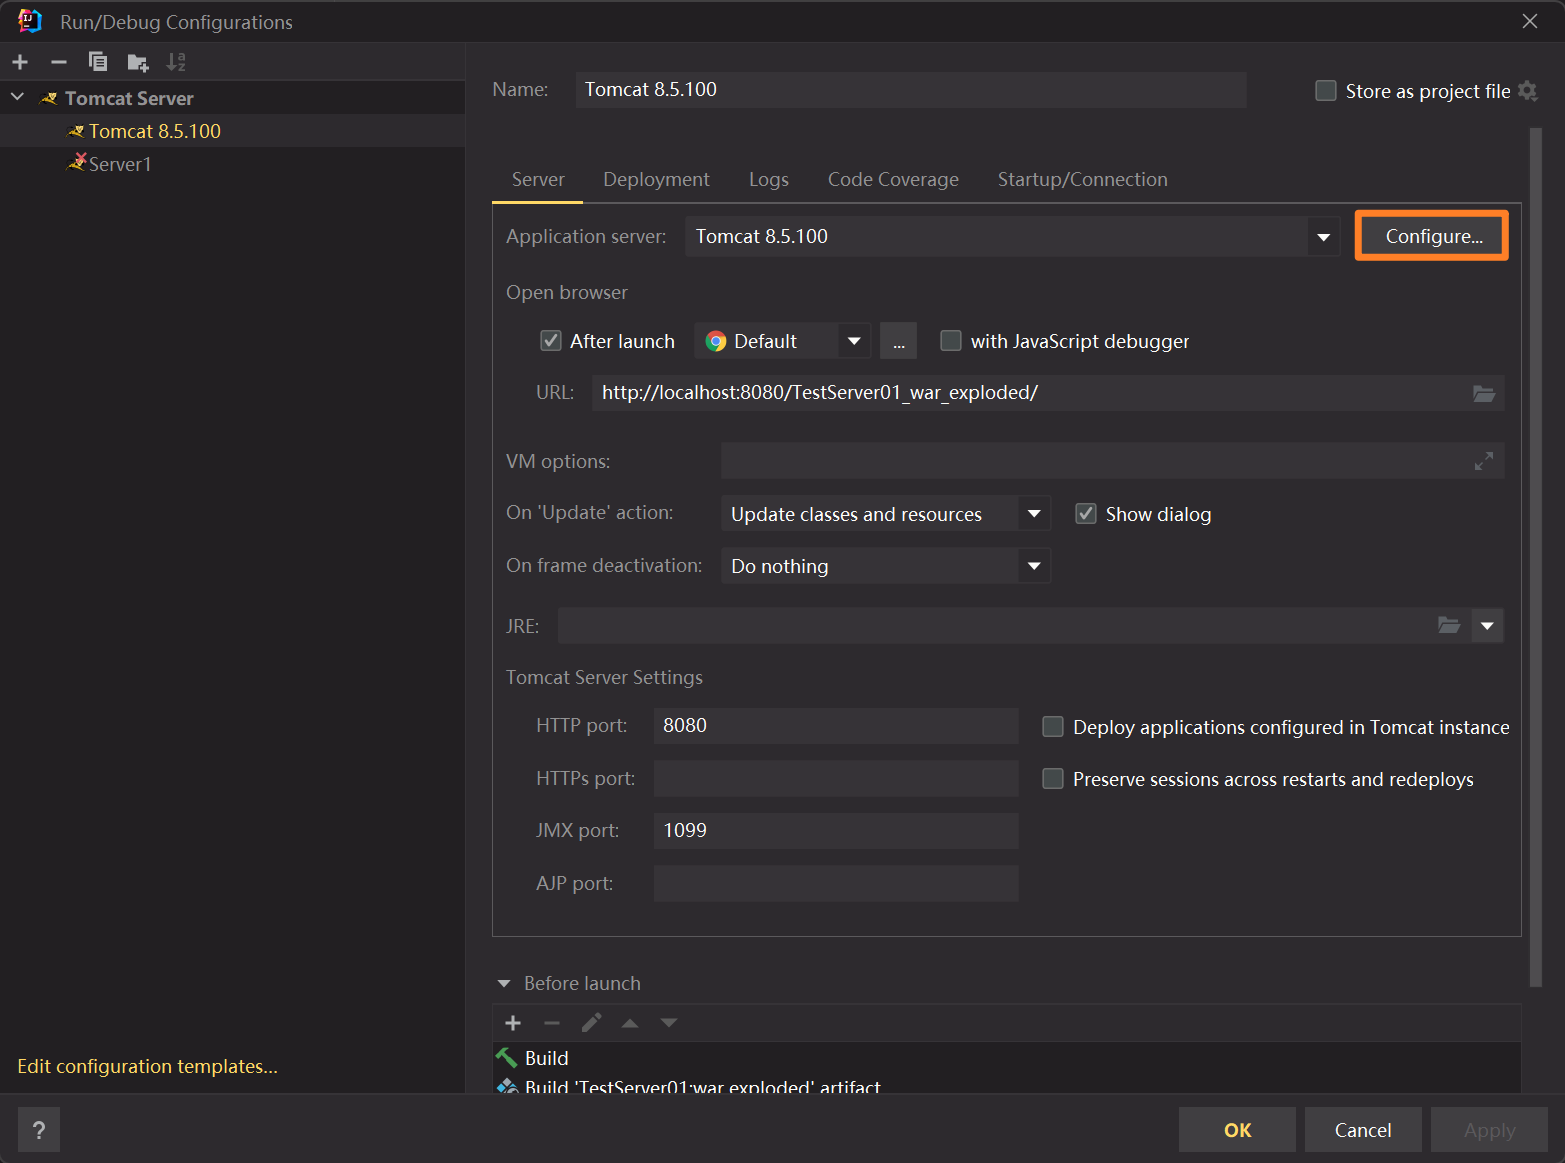 Run/Debug Configurations
Tomcat Server
Tomcat 8.5.100
Server1
Edit configuration templates...
Name: Tomcat 8.5.100 Store as project file
Server Deployment Logs Code Coverage Startup/Connection
Application server: Tomcat 8.5.100 Configure...
Open browser
After launch Default ... with JavaScript debugger
URL: http://localhost:8080/TestServer01_war_exploded/
VM options:
On 'Update' action: Update classes and resources Show dialog
On frame deactivation: Do nothing
JRE:
Tomcat Server Settings
HTTP port: 8080 Deploy applications configured in Tomcat instance
HTTPs port: Preserve sessions across restarts and redeploys
JMX port: 1099
AJP port:
Before launch
Build
Build 'TestServer01:war exploded' artifact
? OK Cancel Apply